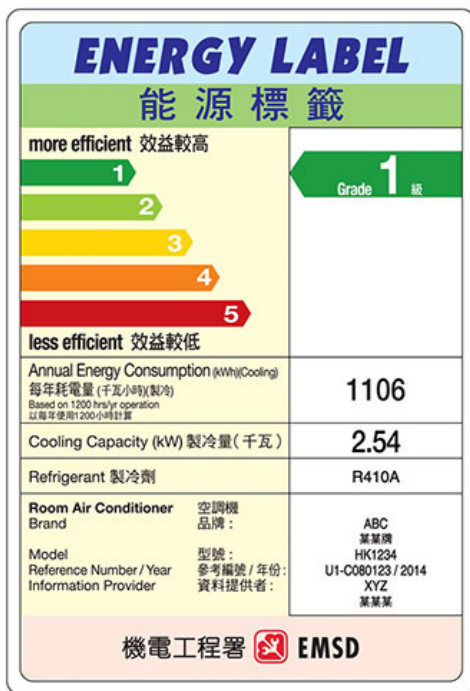 ENERGY LABEL
能源標籤
more efficient 效益較高
1
2
3
4
5
less efficient 效益較低
Grade 1 級
Annual Energy Consumption (kWh)(Cooling)
每年耗電量 (千瓦小時)(製冷)
Based on 1200 hrs/yr operation
以每年使用1200小時計算
1106
Cooling Capacity (kW) 製冷量(千瓦) 2.54
Refrigerant 製冷劑 R410A
Room Air Conditioner 空調機
Brand 品牌: ABC
某某牌
Model 型號: HK1234
Reference Number / Year 參考編號 / 年份: U1-C080123 / 2014
Information Provider 資料提供者: XYZ
某某某
機電工程署 EMSD